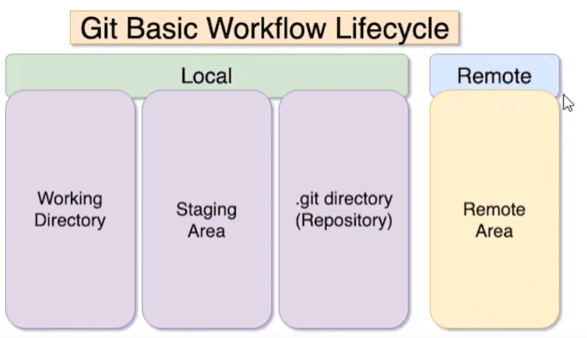 Git Basic Workflow Lifecycle
Local
Remote
Working
Directory
Staging
Area
.git directory
(Repository)
Remote
Area